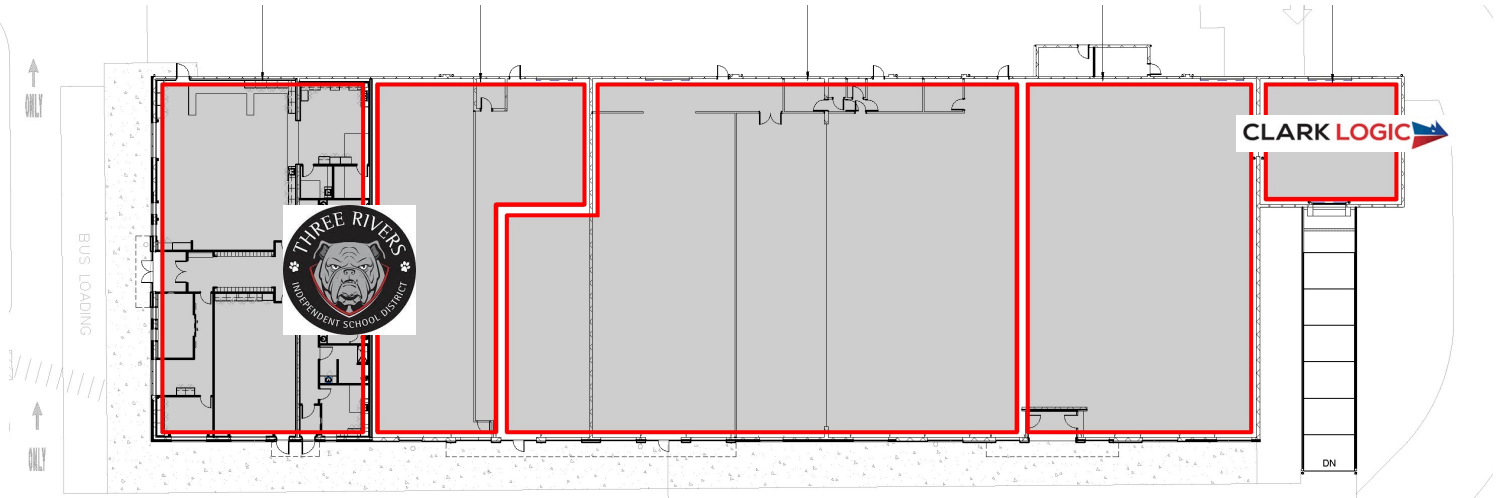 ONLY
BUS LOADING
ONLY
THREE RIVERS
INDEPENDENT SCHOOL DISTRICT
CLARK LOGIC
DN